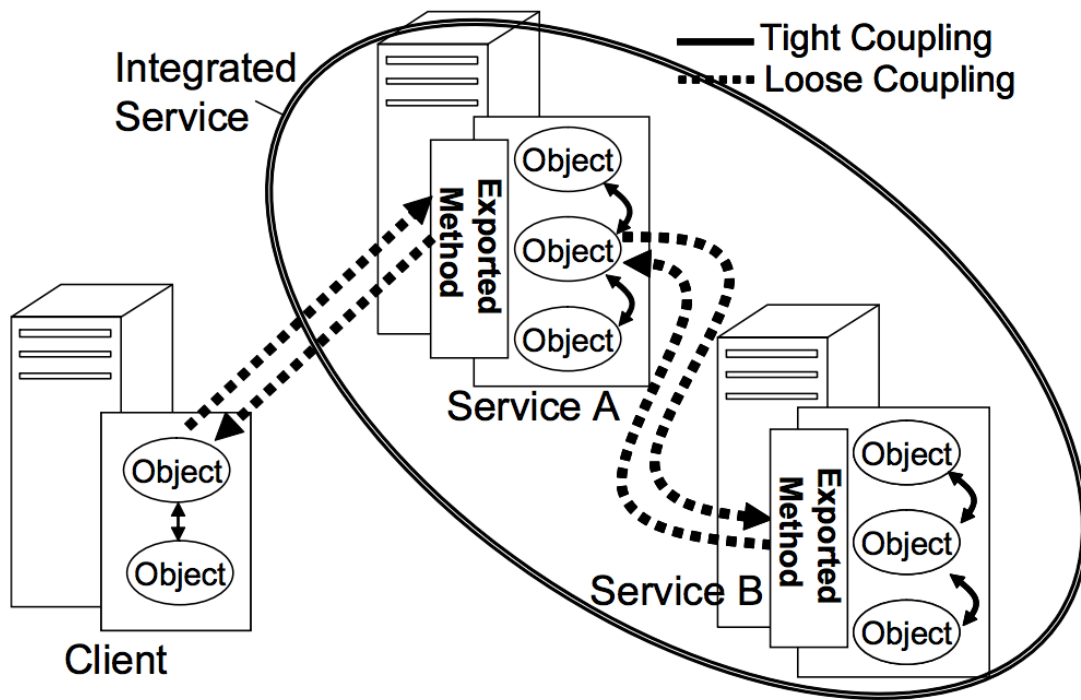 Integrated
Service
Tight Coupling
Loose Coupling
Exported
Method
Object
Object
Object
Service A
Object
Object
Client
Exported
Method
Object
Object
Object
Service B